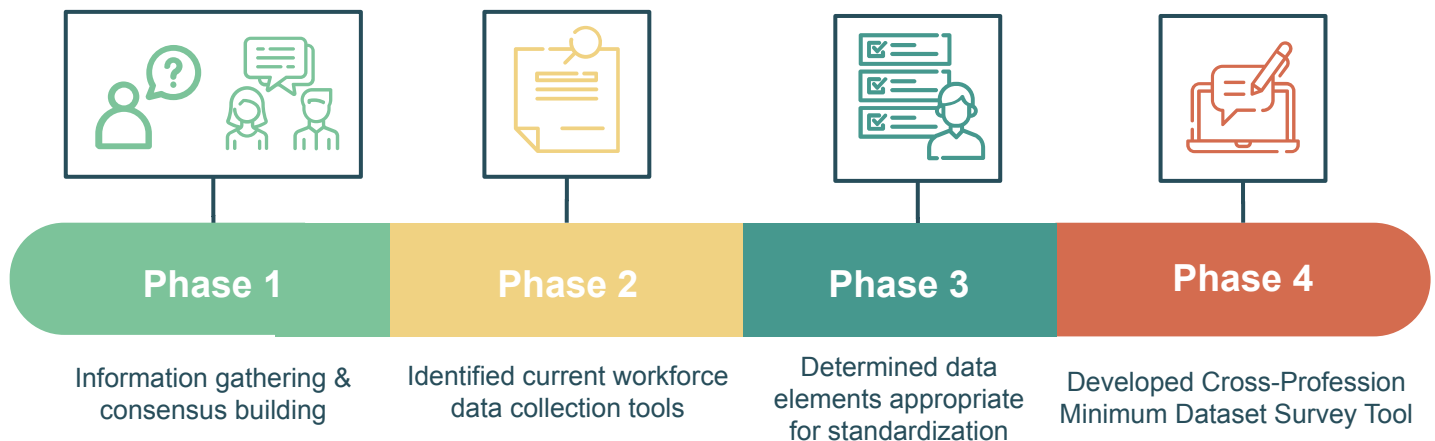 ?
Phase 1
Phase 2
Phase 3
Phase 4
Information gathering &
consensus building
Identified current workforce
data collection tools
Determined data
elements appropriate
for standardization
Developed Cross-Profession
Minimum Dataset Survey Tool